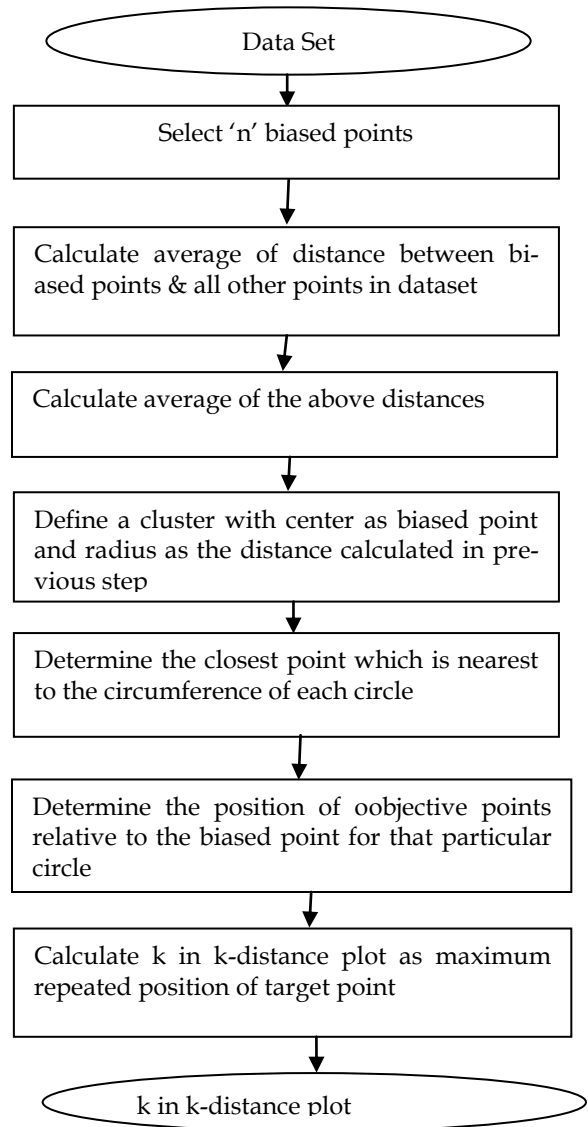 Data Set
Select ‘n’ biased points
Calculate average of distance between bi-
ased points & all other points in dataset
Calculate average of the above distances
Define a cluster with center as biased point
and radius as the distance calculated in pre-
vious step
Determine the closest point which is nearest
to the circumference of each circle
Determine the position of oobjective points
relative to the biased point for that particular
circle
Calculate k in k-distance plot as maximum
repeated position of target point
k in k-distance plot